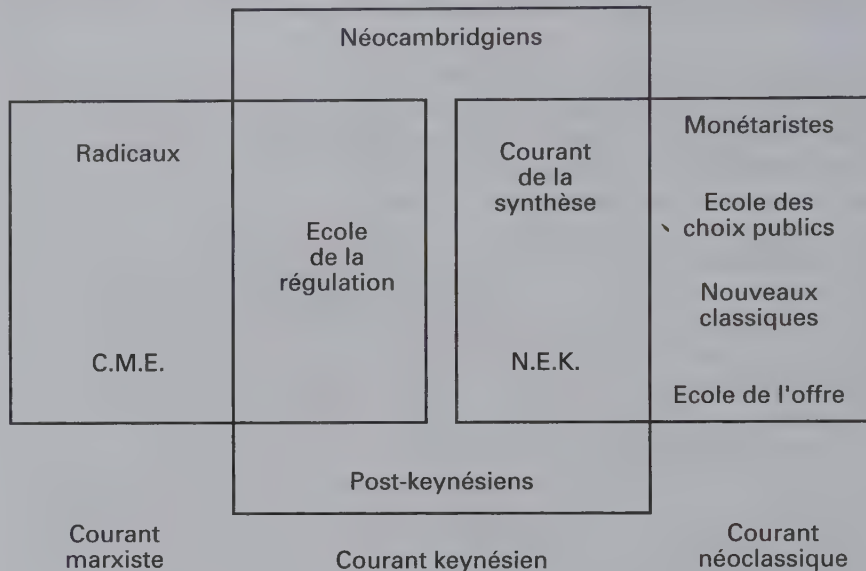 Néocambridgiens
Radicaux
Ecole
de la
régulation
C.M.E.
Courant
de la
synthèse
N.E.K.
Monétaristes
Ecole des
choix publics
Nouveaux
classiques
Ecole de l'offre
Post-keynésiens
Courant
marxiste
Courant keynésien
Courant
néoclassique